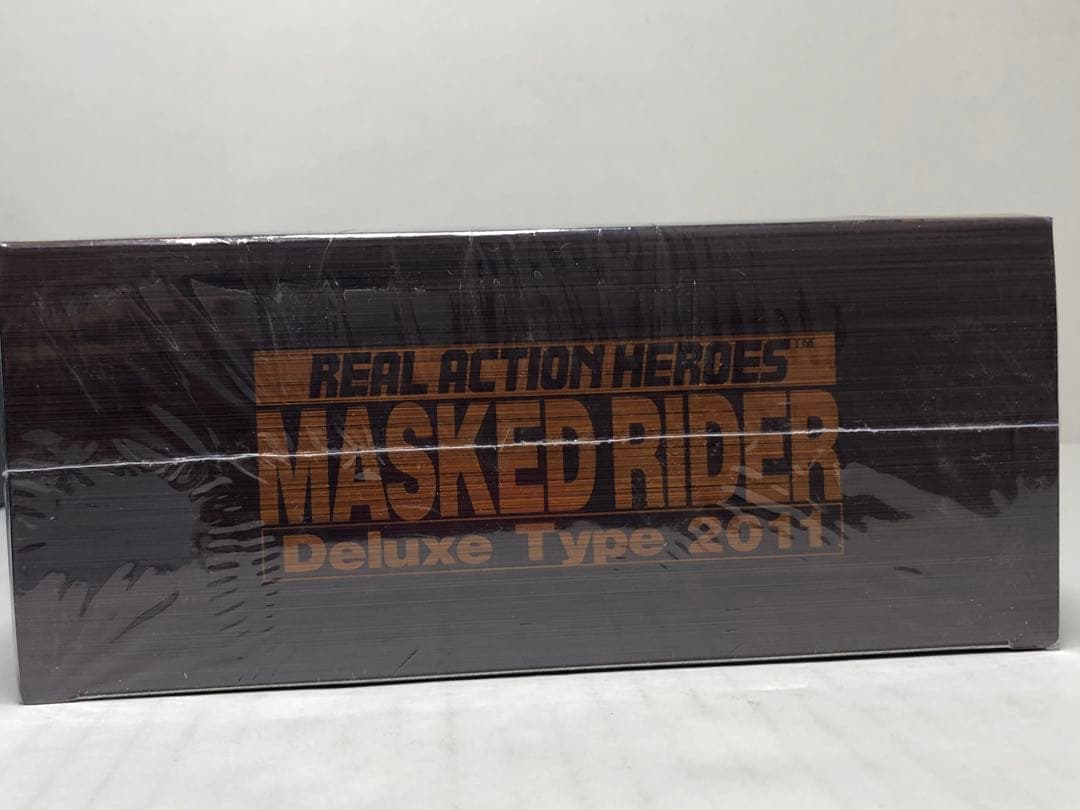 REAL ACTION HEROES™
MASKED RIDER
Deluxe Type 2011